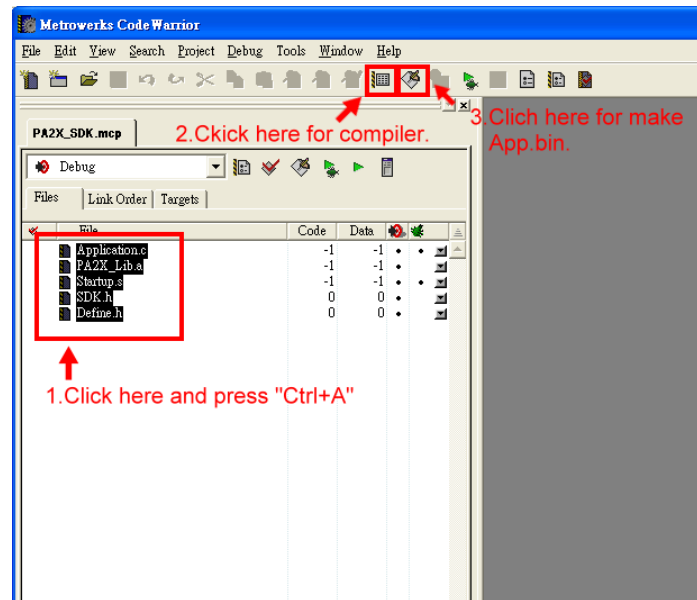 Metrowerks CodeWarrior
File Edit View Search Project Debug Tools Window Help
PA2X_SDK.mcp
2.Ckick here for compiler.
3.Clich here for make
App.bin.
Debug
Files Link Order Targets
File Code Data
Application.c -1 -1
PA2X_Lib.a -1 -1
Startup.s -1 -1
SDK.h 0 0
Define.h 0 0
1.Click here and press "Ctrl+A"